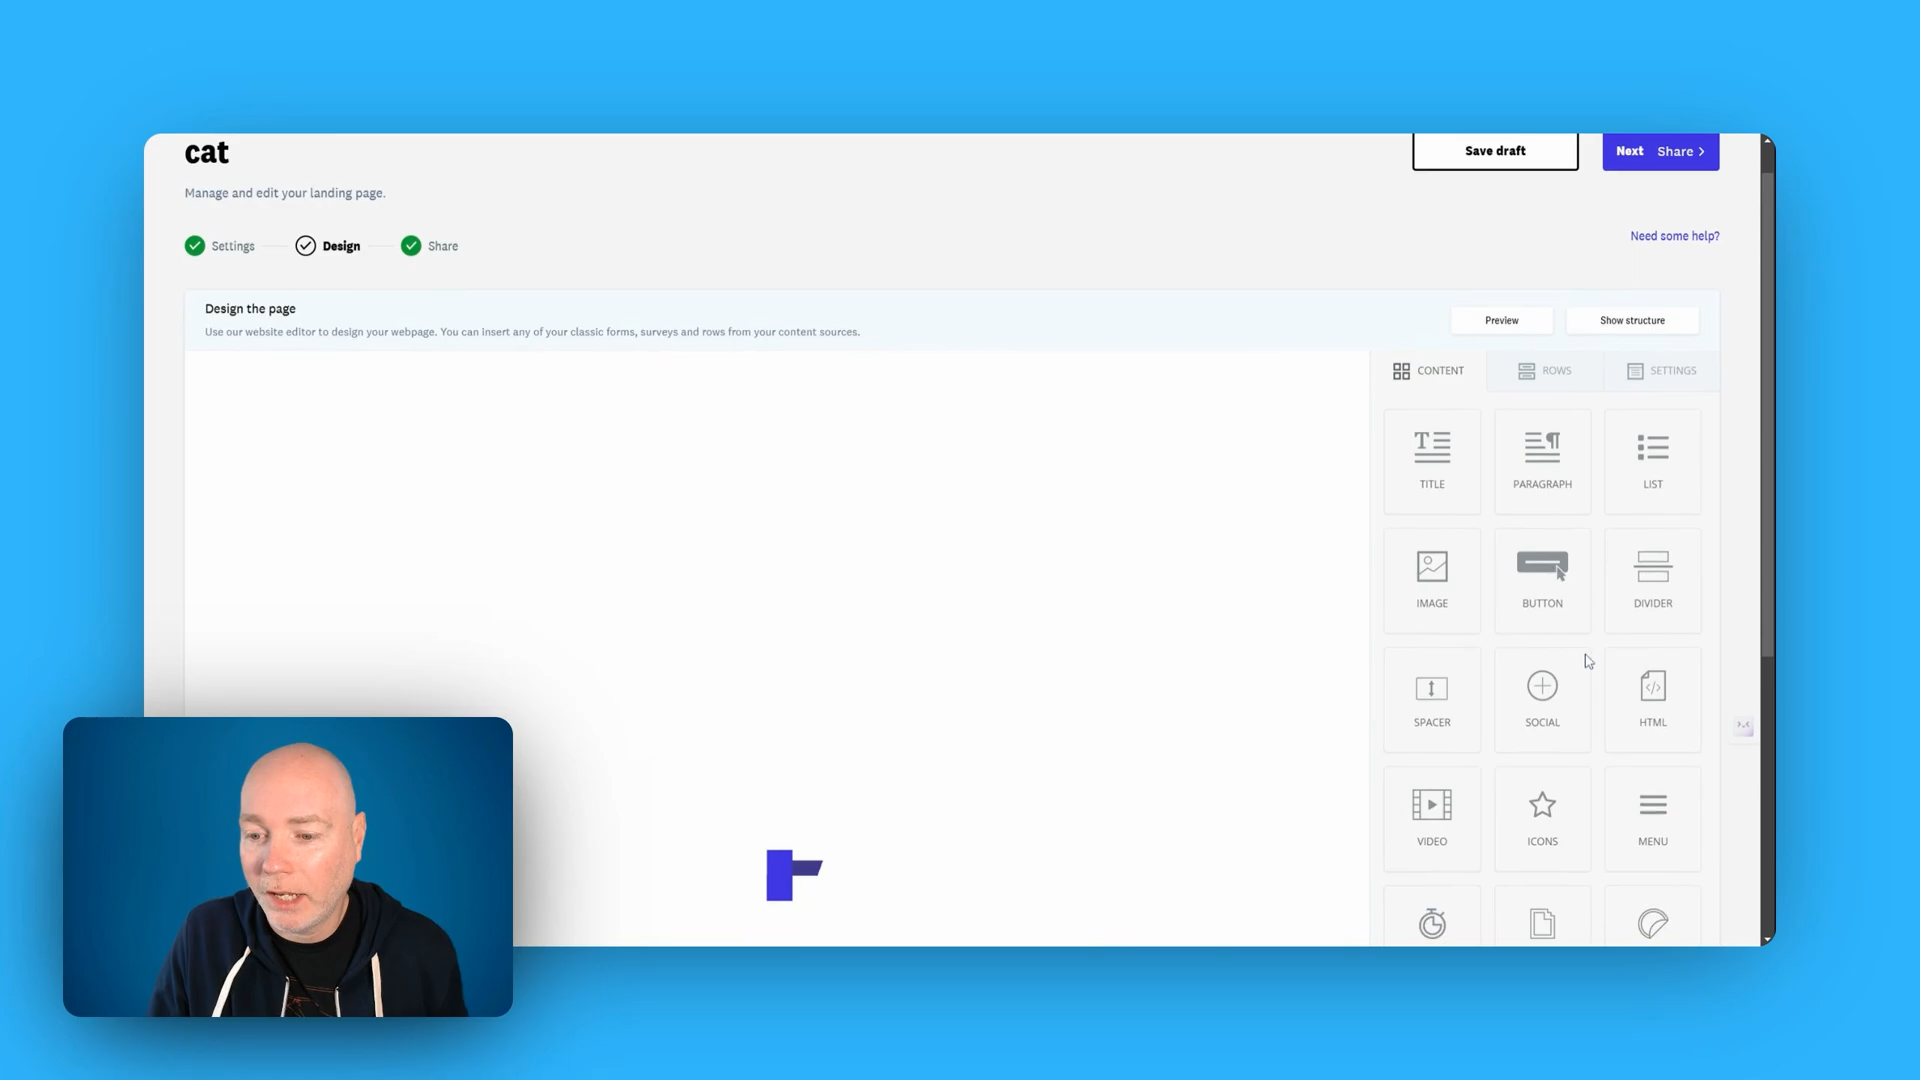 cat
Save draft
Next Share >
Manage and edit your landing page.
Settings
Design
Share
Need some help?
Design the page
Use our website editor to design your webpage. You can insert any of your classic forms, surveys and rows from your content sources.
Preview
Show structure
CONTENT
ROWS
SETTINGS
TITLE
PARAGRAPH
LIST
IMAGE
BUTTON
DIVIDER
SPACER
SOCIAL
HTML
VIDEO
ICONS
MENU